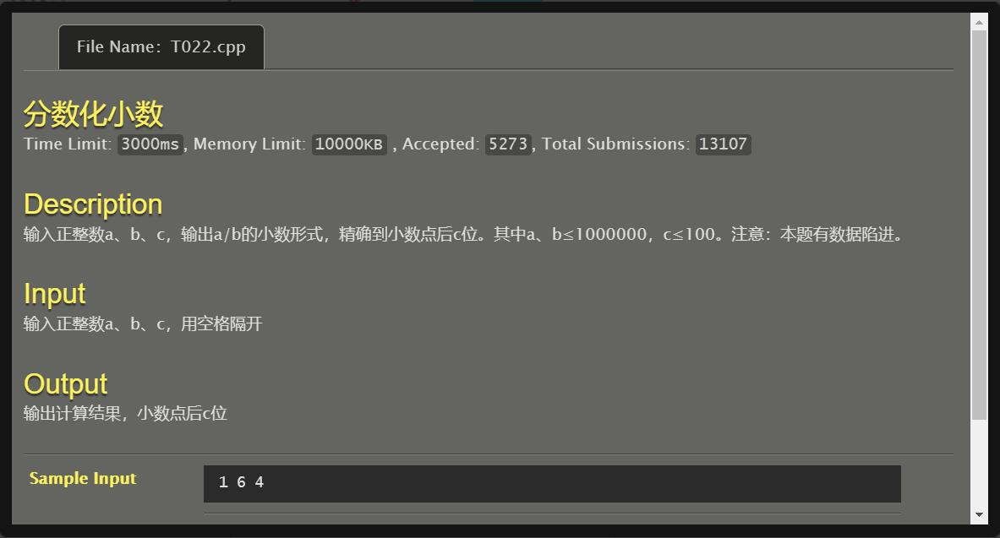 File Name：T022.cpp
分数化小数
Time Limit: 3000ms, Memory Limit: 10000KB , Accepted: 5273, Total Submissions: 13107
Description
输入正整数a、b、c，输出a/b的小数形式，精确到小数点后c位。其中a、b≤1000000，c≤100。注意：本题有数据陷进。
Input
输入正整数a、b、c，用空格隔开
Output
输出计算结果，小数点后c位
Sample Input
1 6 4